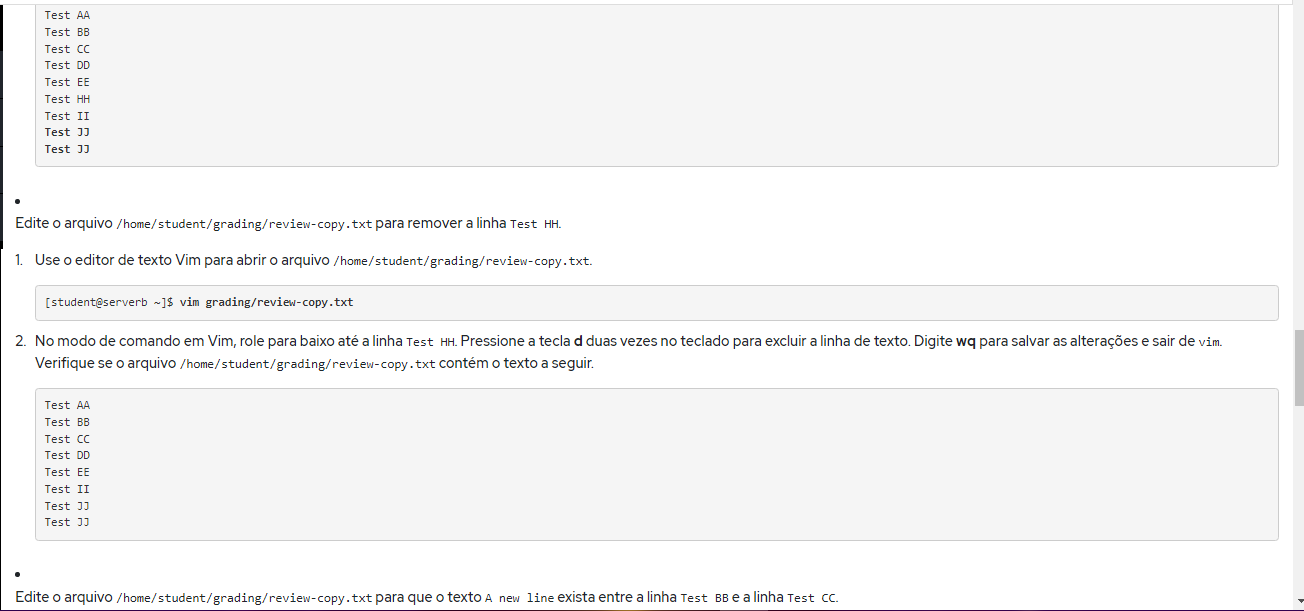 Test AA
Test BB
Test CC
Test DD
Test EE
Test HH
Test II
Test JJ
Test JJ
•
Edite o arquivo /home/student/grading/review-copy.txt para remover a linha Test HH.
1. Use o editor de texto Vim para abrir o arquivo /home/student/grading/review-copy.txt.
[student@serverb ~]$ vim grading/review-copy.txt
2. No modo de comando em Vim, role para baixo até a linha Test HH. Pressione a tecla d duas vezes no teclado para excluir a linha de texto. Digite wq para salvar as alterações e sair de vim.
Verifique se o arquivo /home/student/grading/review-copy.txt contém o texto a seguir.
Test AA
Test BB
Test CC
Test DD
Test EE
Test II
Test JJ
Test JJ
•
Edite o arquivo /home/student/grading/review-copy.txt para que o texto A new line exista entre a linha Test BB e a linha Test CC.